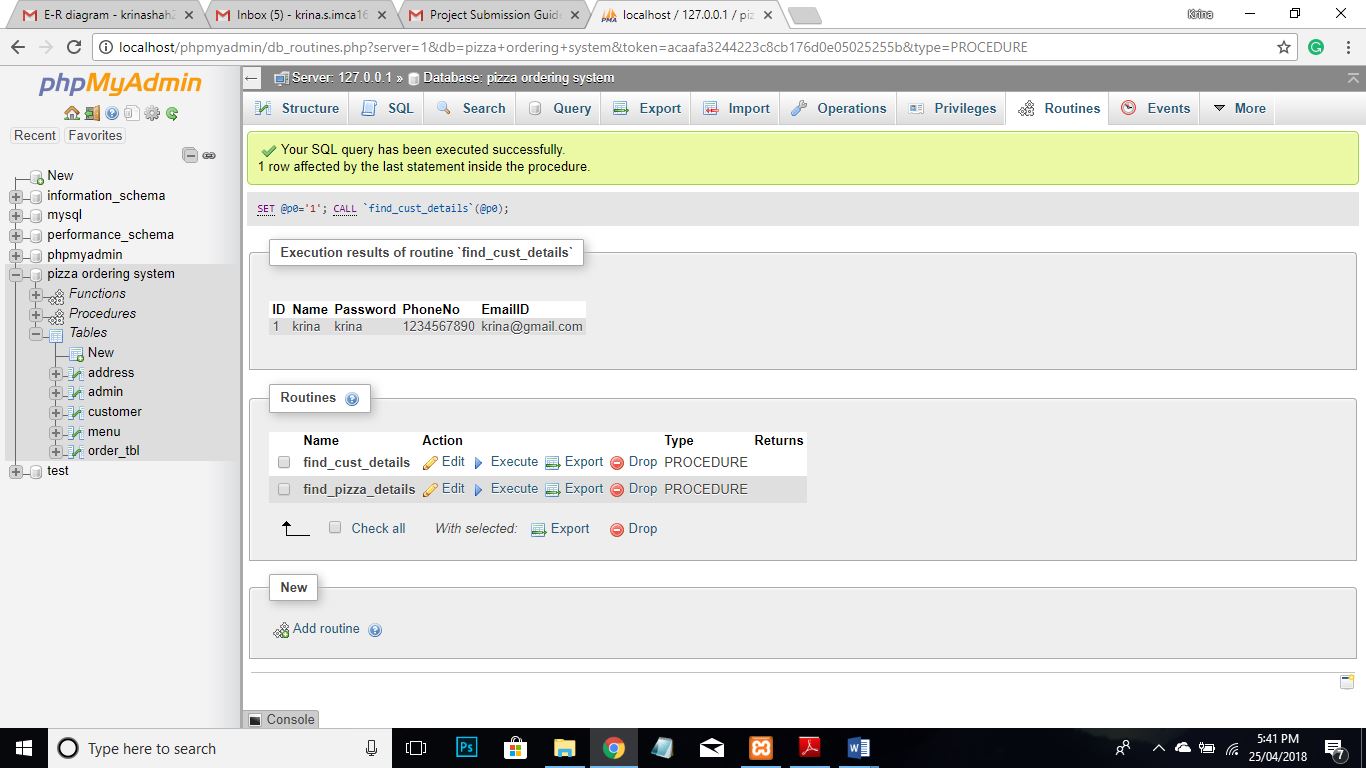 E-R diagram - krinashah2
Inbox (5) - krina.s.imca16
Project Submission Guid
localhost / 127.0.0.1 / piz
Krina
localhost/phpmyadmin/db_routines.php?server=1&db=pizza+ordering+system&token=acaafa3244223c82b176d0e05025255b&type=PROCEDURE
phpMyAdmin
Recent Favorites
New
information_schema
mysql
performance_schema
phpmyadmin
pizza ordering system
Functions
Procedures
Tables
New
address
admin
customer
menu
order_tbl
test
Server: 127.0.0.1 » Database: pizza ordering system
Structure SQL Search Query Export Import Operations Privileges Routines Events More
Your SQL query has been executed successfully.
1 row affected by the last statement inside the procedure.
SET @p0='1'; CALL `find_cust_details`(@p0);
Execution results of routine `find_cust_details`
ID Name Password PhoneNo EmailID
1 krina krina 1234567890 krina@gmail.com
Routines
Name Action Type Returns
find_cust_details Edit Execute Export Drop PROCEDURE
find_pizza_details Edit Execute Export Drop PROCEDURE
Check all With selected: Export Drop
New
Add routine
Console
Type here to search
Ps
5:41 PM
25/04/2018
7